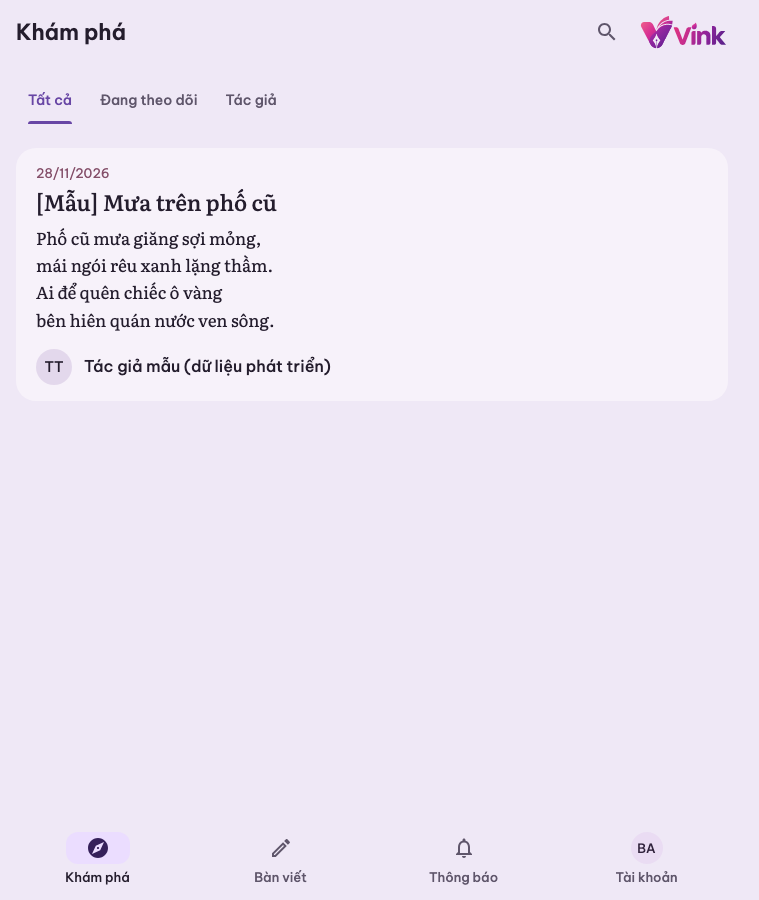 Khám phá
Vink
Tất cả
Đang theo dõi
Tác giả
28/11/2026
[Mẫu] Mưa trên phố cũ
Phố cũ mưa giăng sợi mỏng,
mái ngói rêu xanh lặng thầm.
Ai để quên chiếc ô vàng
bên hiên quán nước ven sông.
TT
Tác giả mẫu (dữ liệu phát triển)
Khám phá
Bàn viết
Thông báo
BA
Tài khoản